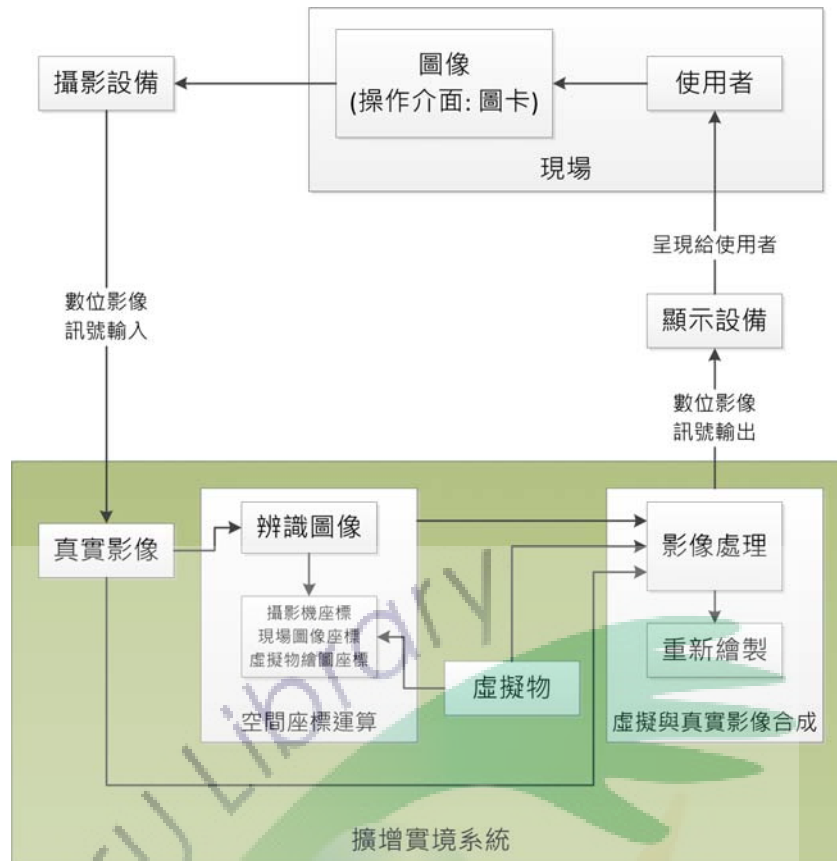 圖像
(操作介面: 圖卡)
使用者
攝影設備
現場
呈現給使用者
數位影像
訊號輸入
顯示設備
數位影像
訊號輸出
真實影像
辨識圖像
影像處理
攝影機座標
現場圖像座標
虛擬物繪圖座標
虛擬物
重新繪製
空間座標運算
虛擬與真實影像合成
擴增實境系統
Library